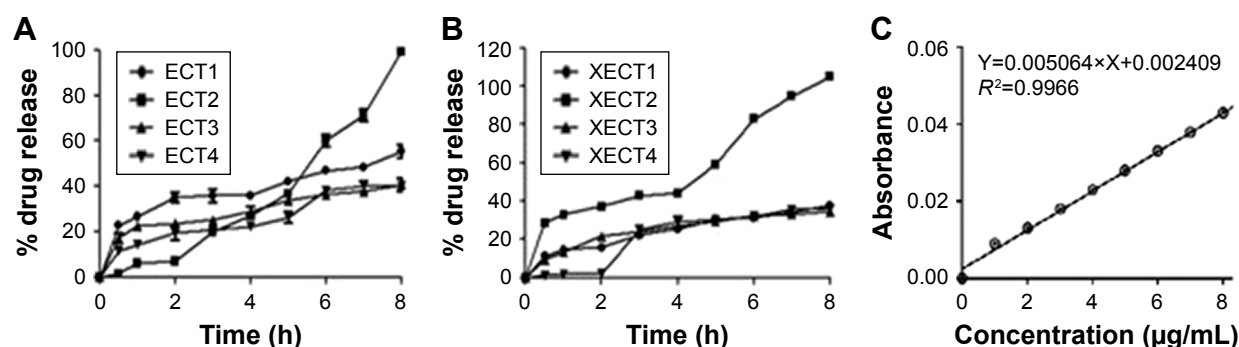 A
% drug release
100
80
60
40
20
0
ECT1
ECT2
ECT3
ECT4
0 2 4 6 8
Time (h)
B
% drug release
120
100
80
60
40
20
0
XECT1
XECT2
XECT3
XECT4
0 2 4 6 8
Time (h)
C
Absorbance
0.06
0.04
0.02
0.00
Y=0.005064×X+0.002409
R²=0.9966
0 2 4 6 8
Concentration (µg/mL)